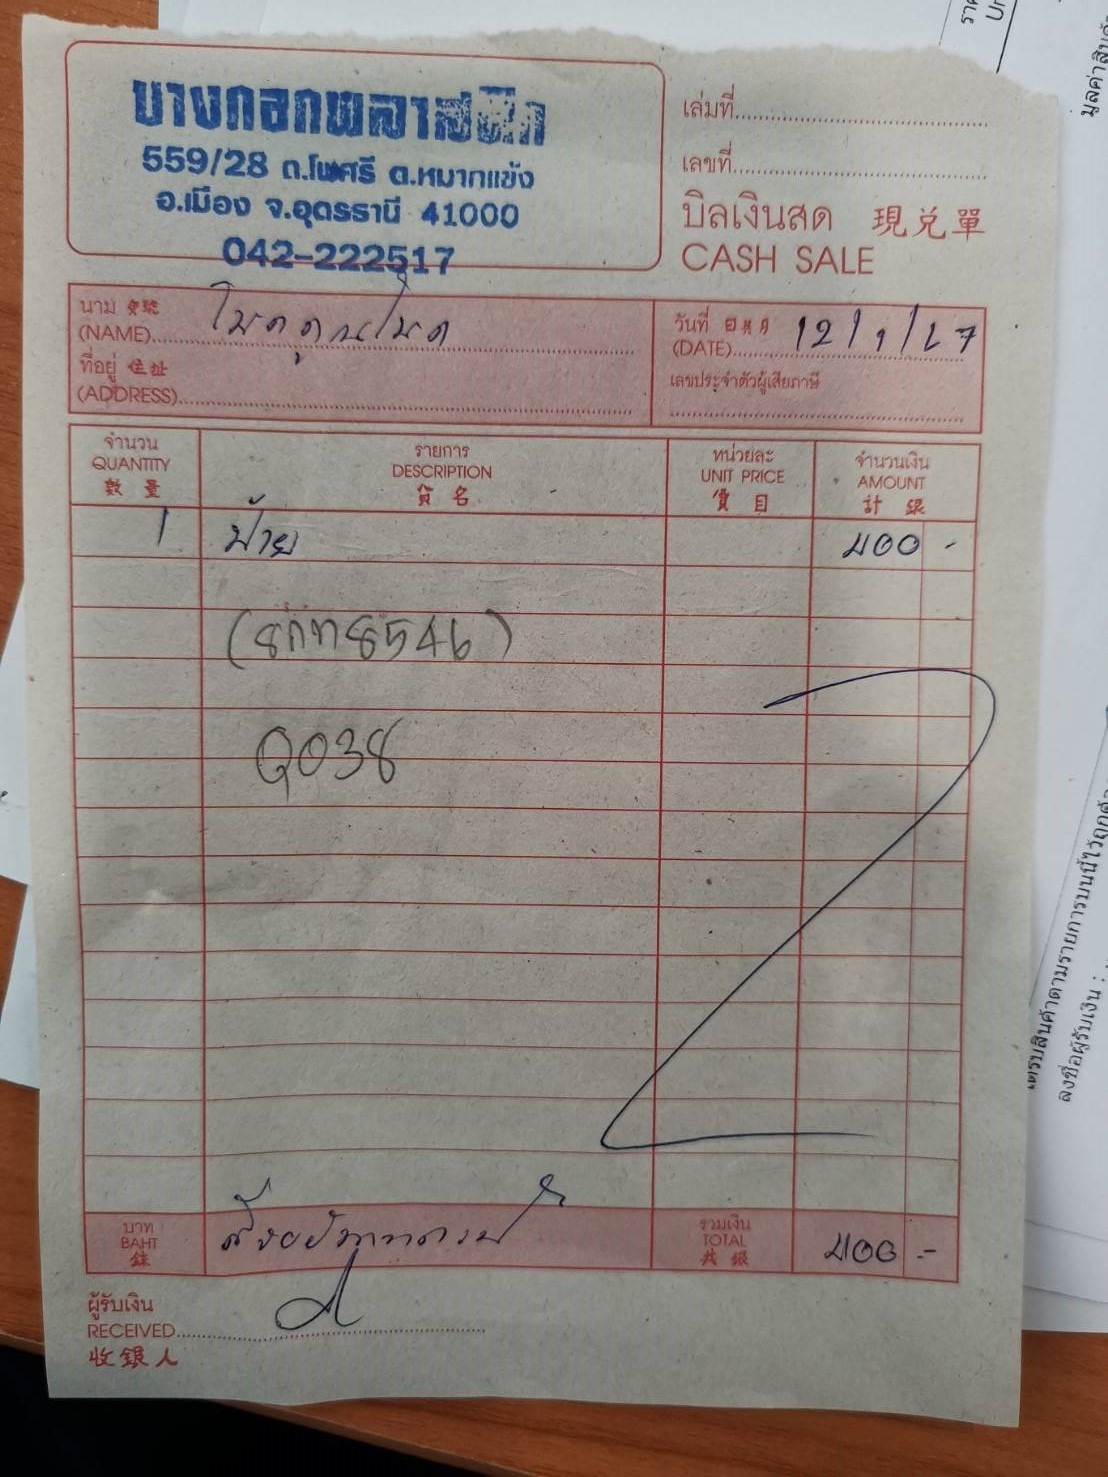 บางกอกพลาสติก
559/28 ถ.โพศรี ต.หมากแข้ง
อ.เมือง จ.อุดรธานี 41000
042-222517
เล่มที่
เลขที่
บิลเงินสด 現兌單
CASH SALE
นาม
(NAME)
ที่อยู่ 住址
(ADDRESS)
วันที่ 12/1/67
(DATE)
เลขประจำตัวผู้เสียภาษี
จำนวน รายการ หน่วยละ จำนวนเงิน
QUANTITY DESCRIPTION UNIT PRICE AMOUNT
數量 貨名 價目 計銀
1 ป้าย 400 -
8546)
Q038
บาท รวมเงิน
BAHT TOTAL 400 .-
ผู้รับเงิน
RECEIVED
收銀人